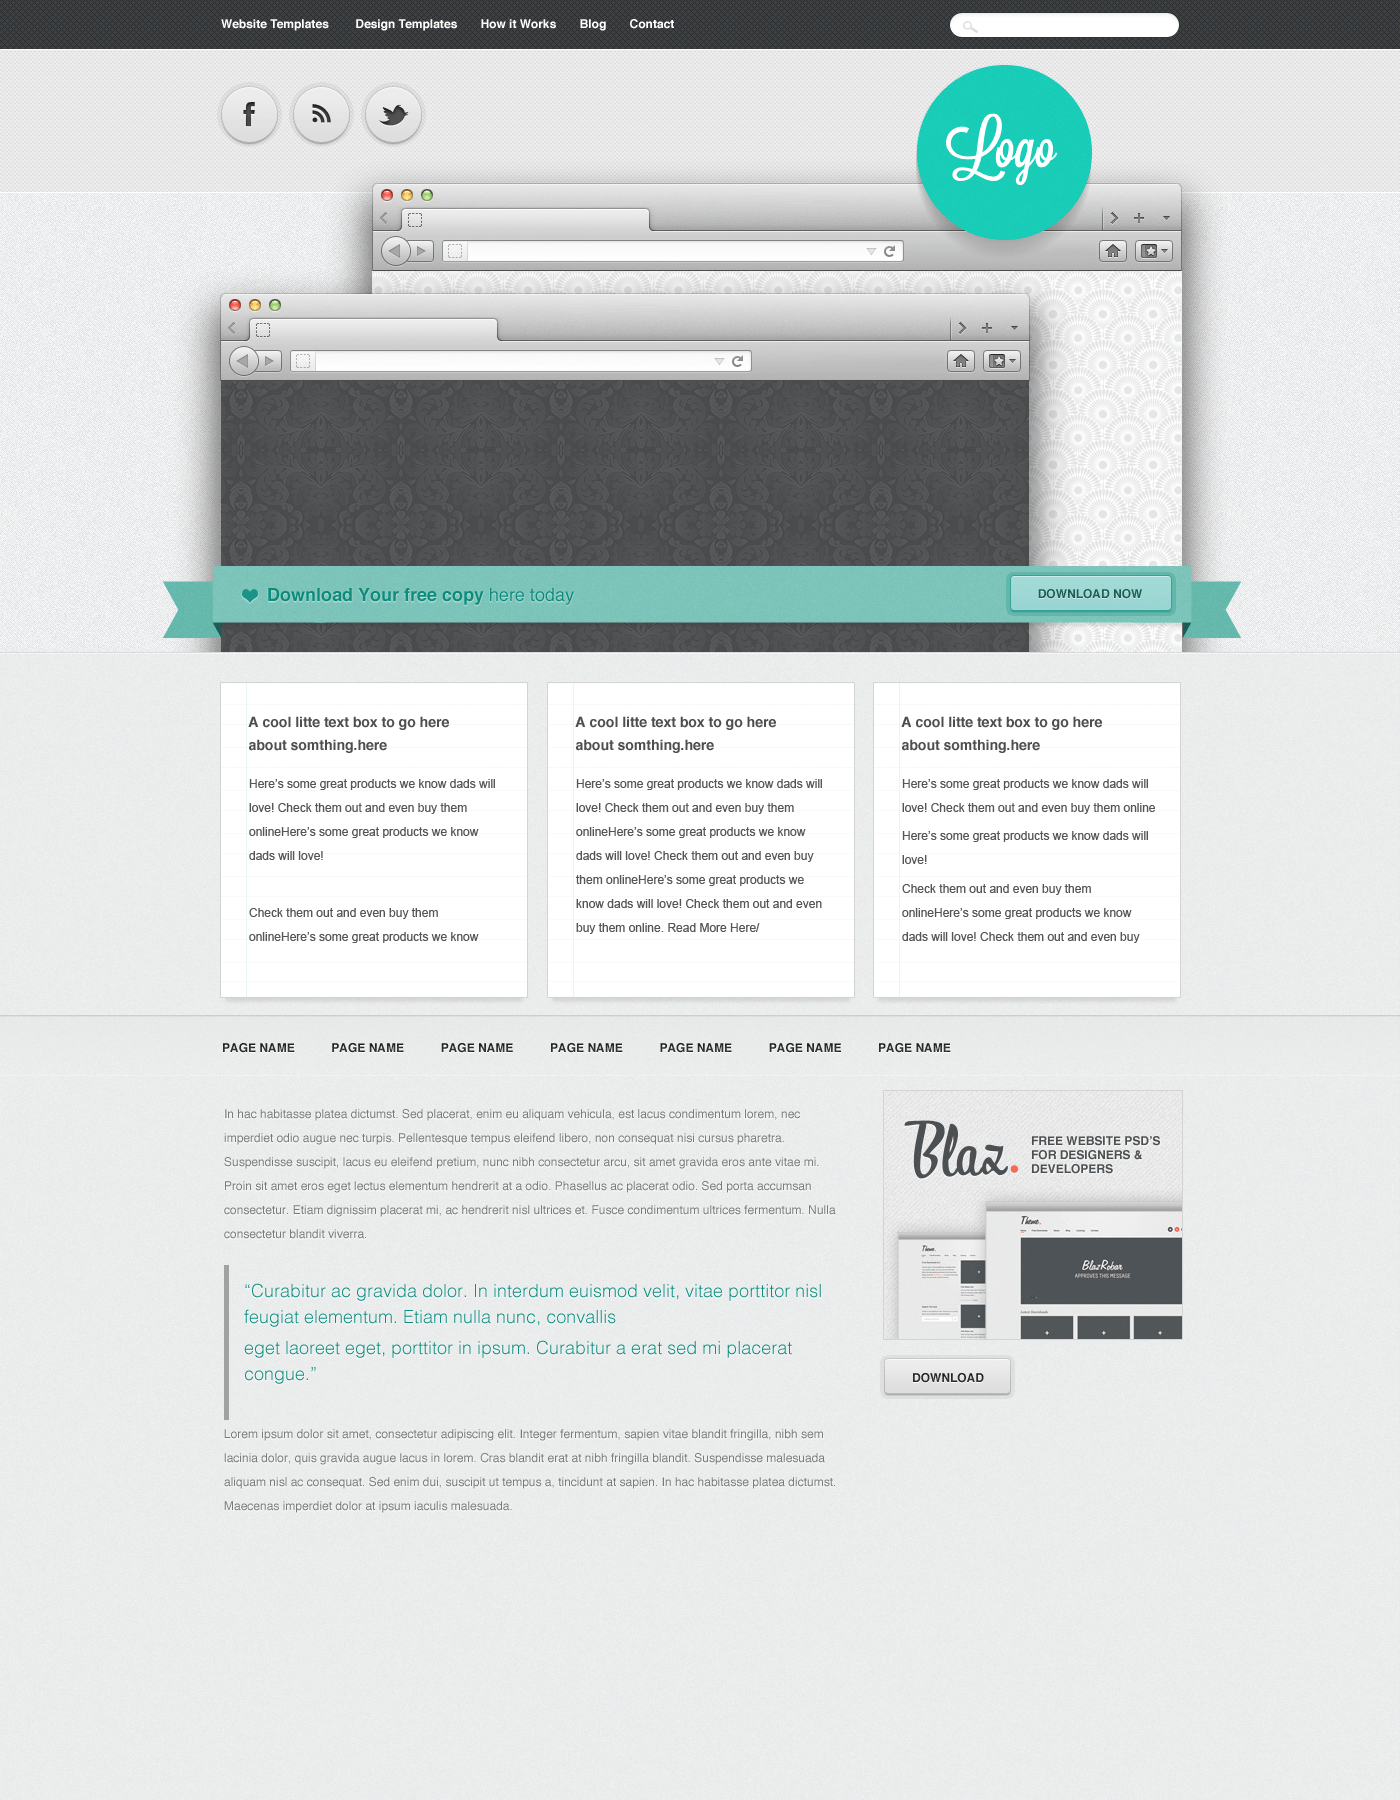 Website Templates Design Templates How it Works Blog Contact
Logo
Download Your free copy here today
DOWNLOAD NOW
A cool litte text box to go here
about somthing.here
Here's some great products we know dads will
love! Check them out and even buy them
onlineHere's some great products we know
dads will love!
Check them out and even buy them
onlineHere's some great products we know
A cool litte text box to go here
about somthing.here
Here's some great products we know dads will
love! Check them out and even buy them
onlineHere's some great products we know
dads will love! Check them out and even buy
them onlineHere's some great products we
know dads will love! Check them out and even
buy them online. Read More Here/
A cool litte text box to go here
about somthing.here
Here's some great products we know dads will
love! Check them out and even buy them online
Here's some great products we know dads will
love!
Check them out and even buy them
onlineHere's some great products we know
dads will love! Check them out and even buy
PAGE NAME PAGE NAME PAGE NAME PAGE NAME PAGE NAME PAGE NAME PAGE NAME
In hac habitasse platea dictumst. Sed placerat, enim eu aliquam vehicula, est lacus condimentum lorem, nec
imperdiet odio augue nec turpis. Pellentesque tempus eleifend libero, non consequat nisi cursus pharetra.
Suspendisse suscipit, lacus eu eleifend pretium, nunc nibh consectetur arcu, sit amet gravida eros ante vitae mi.
Proin sit amet eros eget lectus elementum hendrerit at a odio. Phasellus ac placerat odio. Sed porta accumsan
consectetur. Etiam dignissim placerat mi, ac hendrerit nisl ultrices et. Fusce condimentum ultrices fermentum. Nulla
consectetur blandit viverra.
“Curabitur ac gravida dolor. In interdum euismod velit, vitae porttitor nisl
feugiat elementum. Etiam nulla nunc, convallis
eget laoreet eget, porttitor in ipsum. Curabitur a erat sed mi placerat
congue.”
Lorem ipsum dolor sit amet, consectetur adipiscing elit. Integer fermentum, sapien vitae blandit fringilla, nibh sem
lacinia dolor, quis gravida augue lacus in lorem. Cras blandit erat at nibh fringilla blandit. Suspendisse malesuada
aliquam nisl ac consequat. Sed enim dui, suscipit ut tempus a, tincidunt at sapien. In hac habitasse platea dictumst.
Maecenas imperdiet dolor at ipsum iaculis malesuada.
Blaz.
FREE WEBSITE PSD'S
FOR DESIGNERS &
DEVELOPERS
Theme.
Theme.
BlazRobar
APPROVES THIS MESSAGE
Latest Downloads
DOWNLOAD